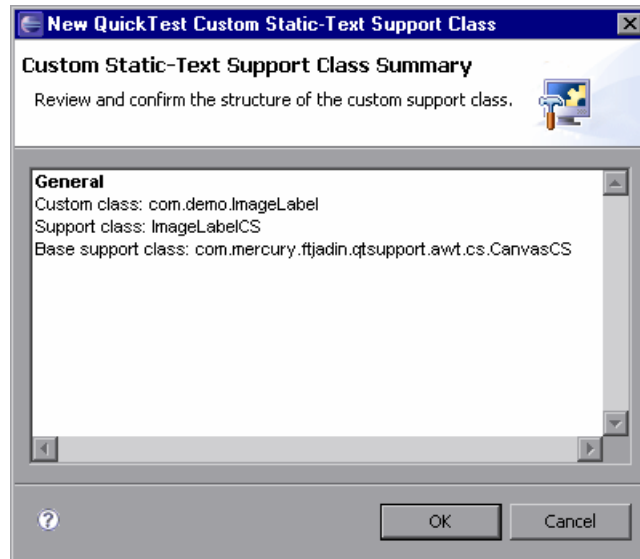 New QuickTest Custom Static-Text Support Class
Custom Static-Text Support Class Summary
Review and confirm the structure of the custom support class.
General
Custom class: com.demo.ImageLabel
Support class: ImageLabelCS
Base support class: com.mercury.ftjadin.qtsupport.awt.cs.CanvasCS
?
OK
Cancel